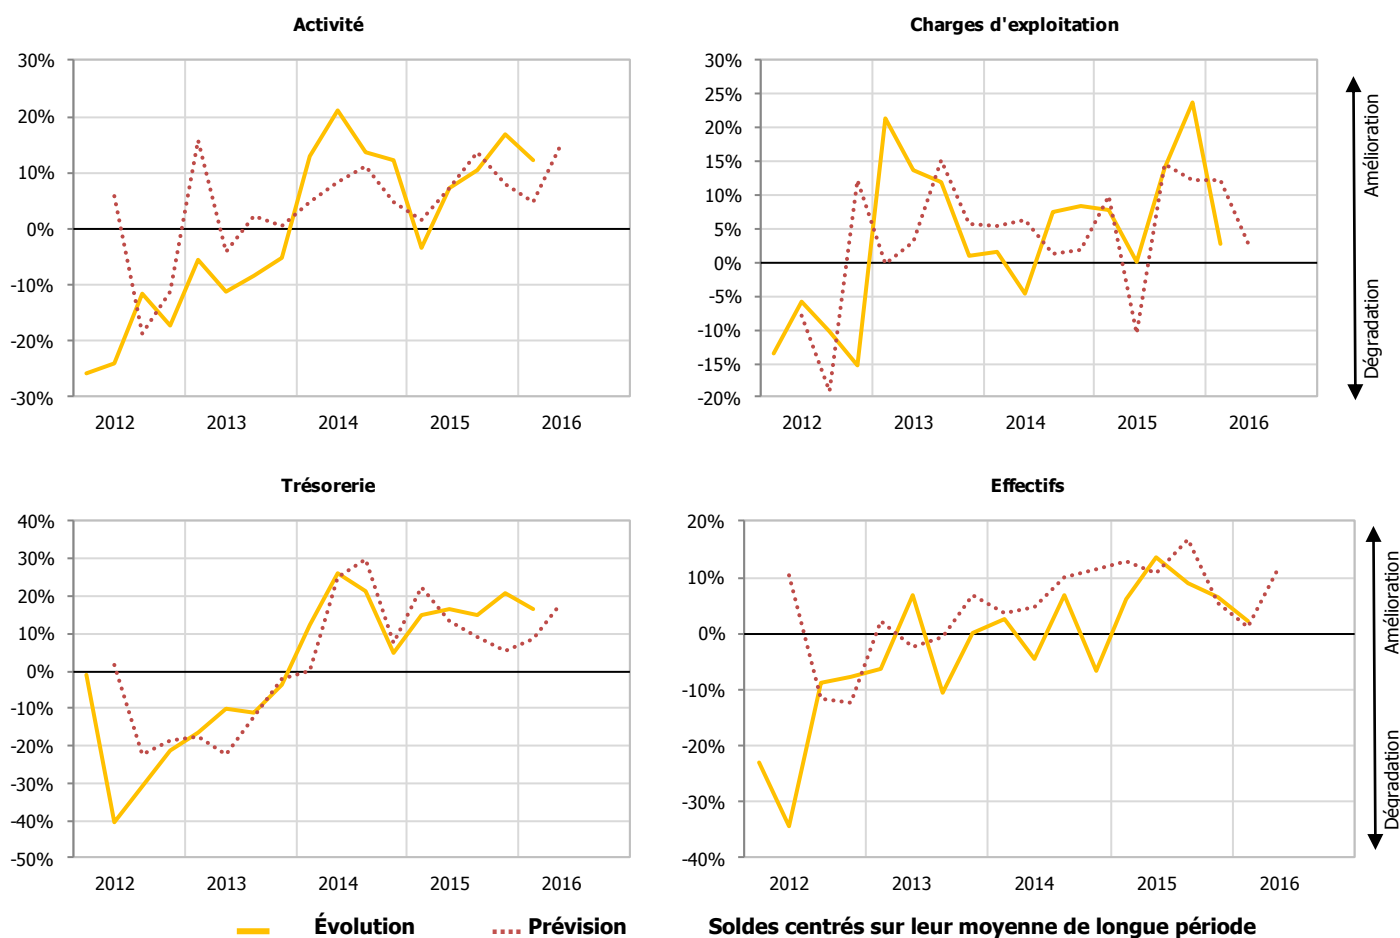 Activité
30%
20%
10%
0%
-10%
-20%
-30%
2012 2013 2014 2015 2016
Charges d'exploitation
30%
25%
20%
15%
10%
5%
0%
-5%
-10%
-15%
-20%
2012 2013 2014 2015 2016
Amélioration
Dégradation
Trésorerie
40%
30%
20%
10%
0%
-10%
-20%
-30%
-40%
-50%
2012 2013 2014 2015 2016
Effectifs
20%
10%
0%
-10%
-20%
-30%
-40%
2012 2013 2014 2015 2016
Amélioration
Dégradation
Évolution Prévision Soldes centrés sur leur moyenne de longue période